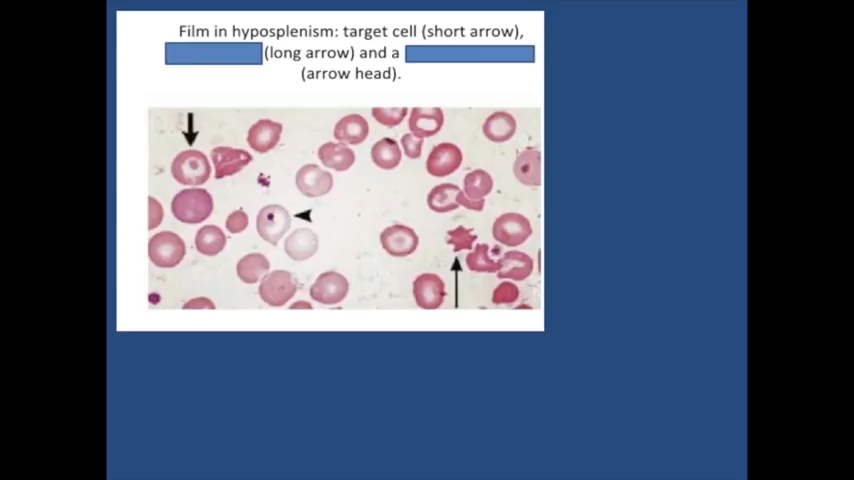 Film in hyposplenism: target cell (short arrow),
(long arrow) and a
(arrow head).